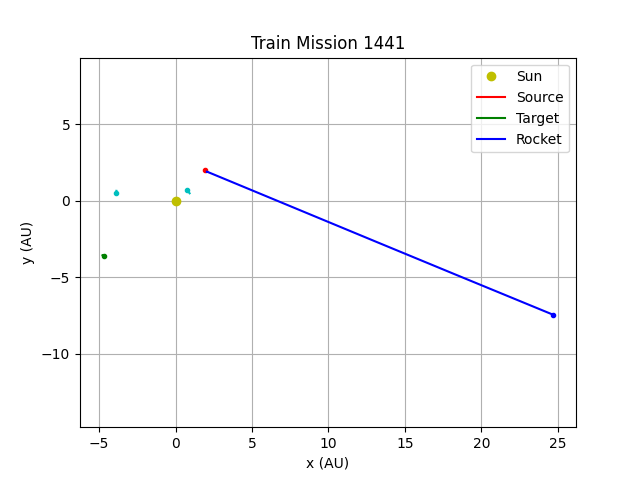 Train Mission 1441
Sun
Source
Target
Rocket
5
0
−5
−10
y (AU)
−5
0
5
10
15
20
25
x (AU)